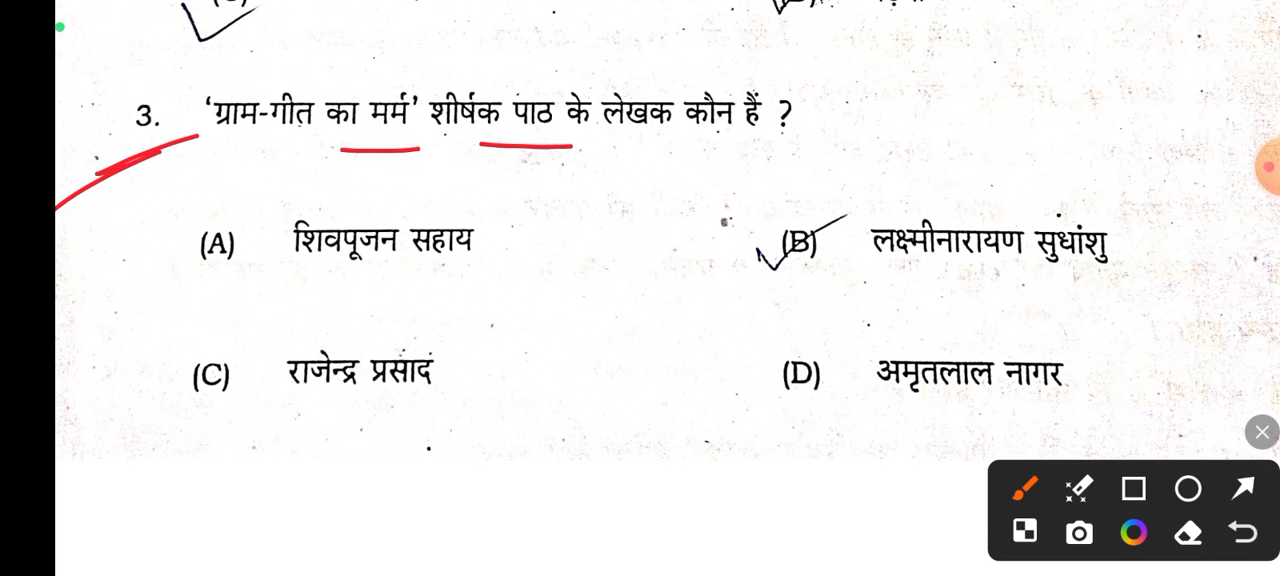 3. 'ग्राम-गीत का मर्म' शीर्षक पाठ के लेखक कौन हैं ?
(A) शिवपूजन सहाय (B) लक्ष्मीनारायण सुधांशु
(C) राजेन्द्र प्रसाद (D) अमृतलाल नागर